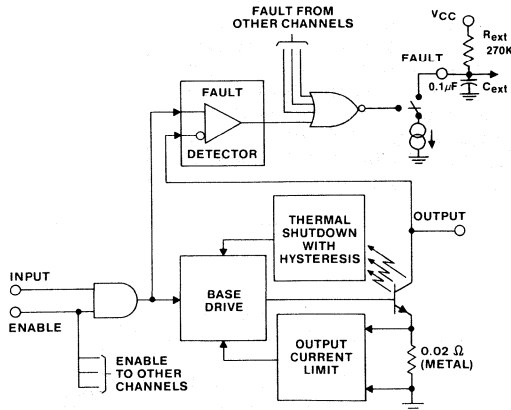 FAULT FROM
OTHER CHANNELS
VCC
Rext
270K
FAULT
0.1µF
Cext
FAULT
DETECTOR
THERMAL
SHUTDOWN
WITH
HYSTERESIS
OUTPUT
INPUT
ENABLE
BASE
DRIVE
ENABLE
TO OTHER
CHANNELS
OUTPUT
CURRENT
LIMIT
0.02 Ω
(METAL)